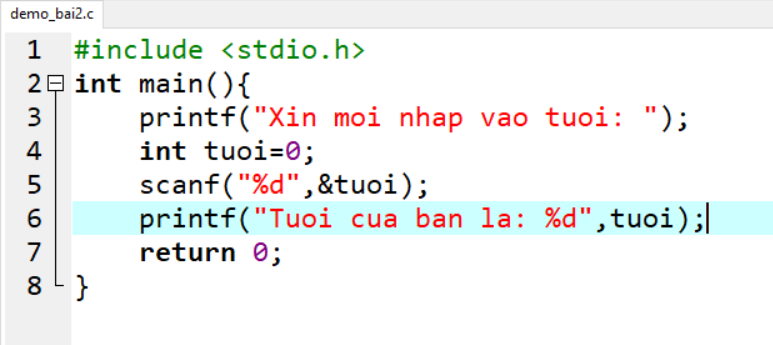 demo_bai2.c
1 #include <stdio.h>
2 int main(){
3     printf("Xin moi nhap vao tuoi: ");
4     int tuoi=0;
5     scanf("%d",&tuoi);
6     printf("Tuoi cua ban la: %d",tuoi);
7     return 0;
8 }